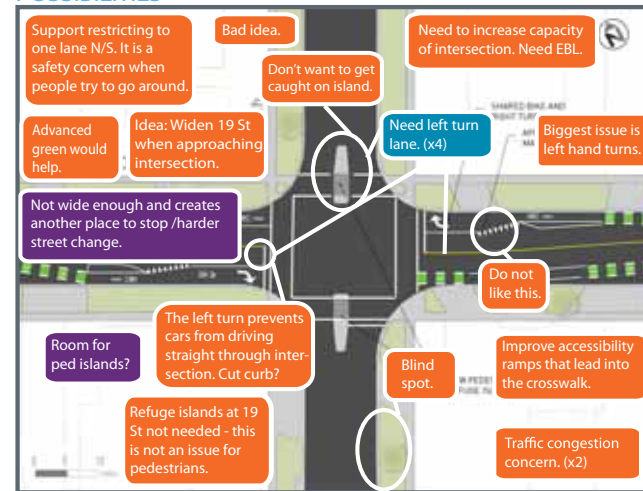 POSSIBILITIES
Support restricting to
one lane N/S. It is a
safety concern when
people try to go around.
Bad idea.
Need to increase capacity
of intersection. Need EBL.
Don't want to get
caught on island.
Advanced
green would
help.
Idea: Widen 19 St
when approaching
intersection.
Need left turn
lane. (x4)
SHARED BIKE AND
RIGHT TUR
Biggest issue is
left hand turns.
Not wide enough and creates
another place to stop /harder
street change.
Do not
like this.
The left turn prevents
cars from driving
straight through inter-
section. Cut curb?
Room for
ped islands?
Blind
spot.
Improve accessibility
ramps that lead into
the crosswalk.
Refuge islands at 19
St not needed - this
is not an issue for
pedestrians.
Traffic congestion
concern. (x2)